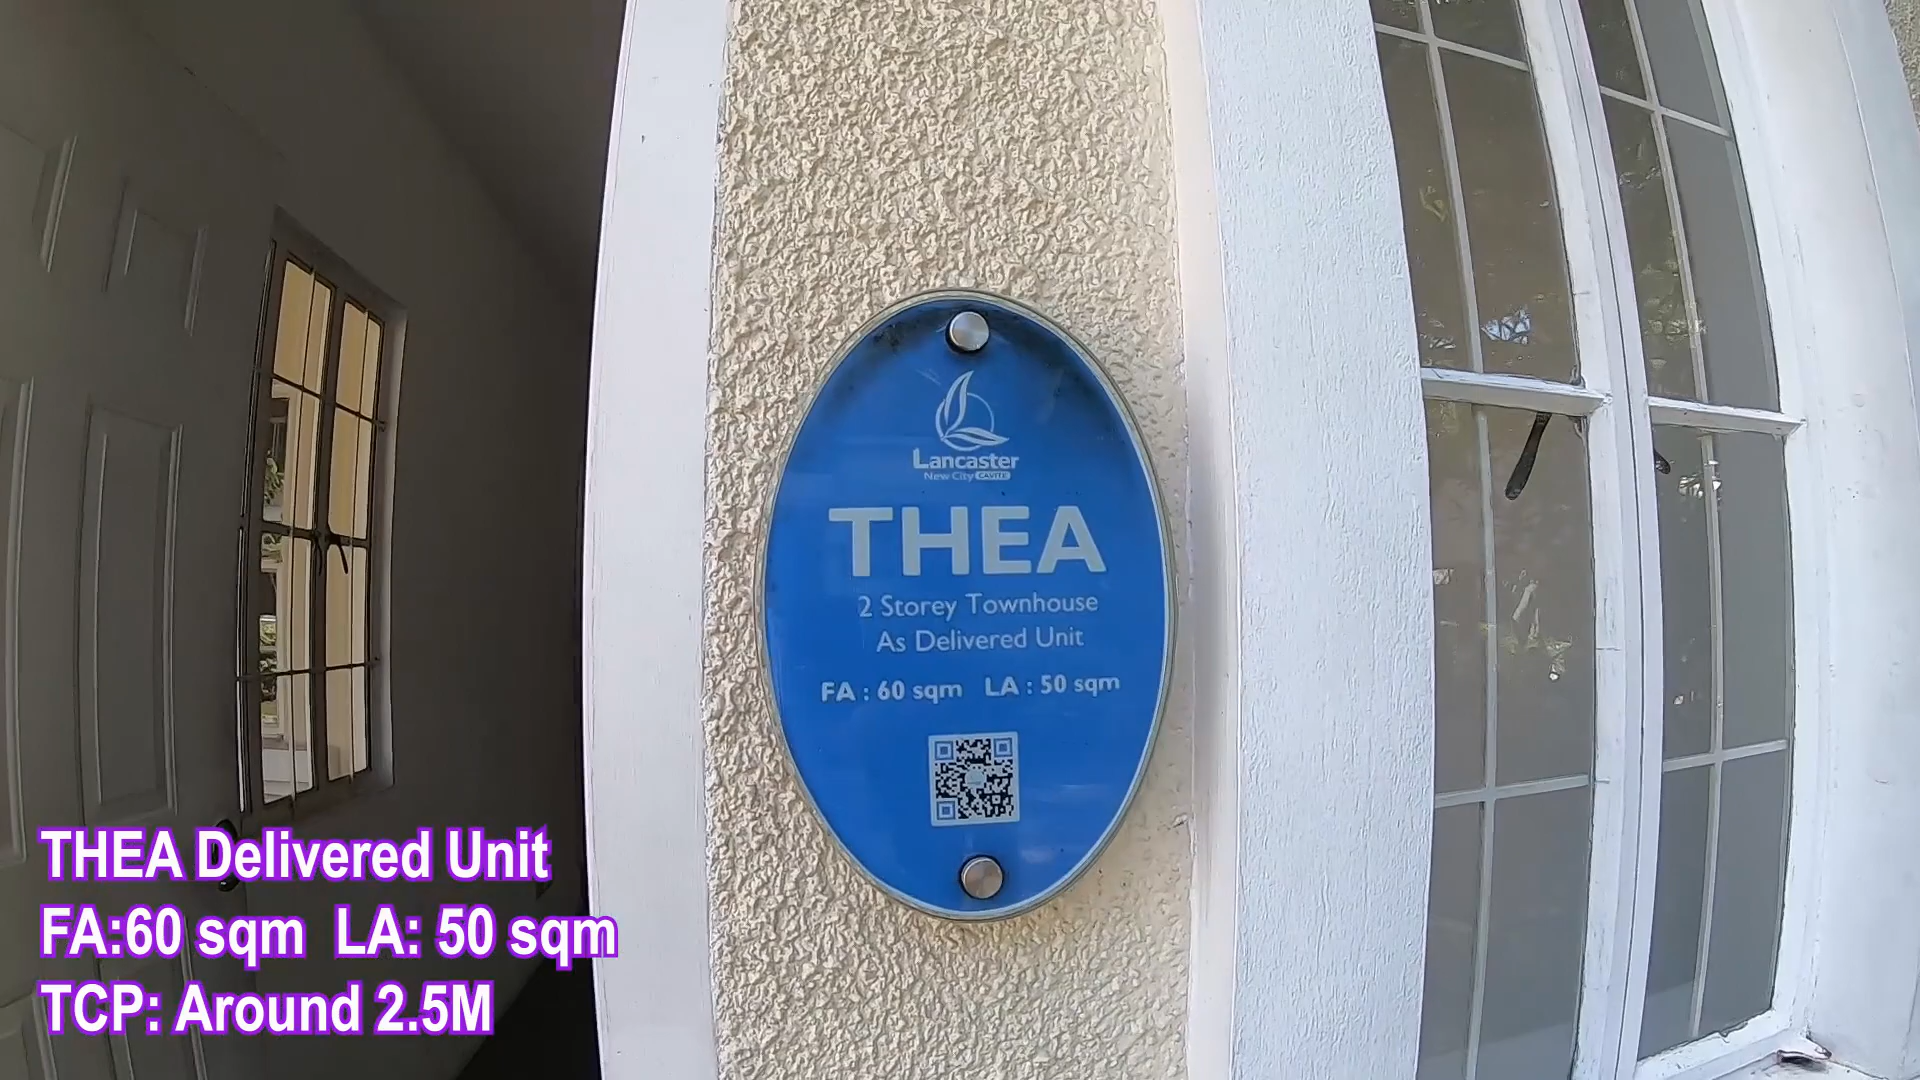 Lancaster
New City CAVITE
THEA
2 Storey Townhouse
As Delivered Unit
FA : 60 sqm LA : 50 sqm
THEA Delivered Unit
FA:60 sqm LA: 50 sqm
TCP: Around 2.5M